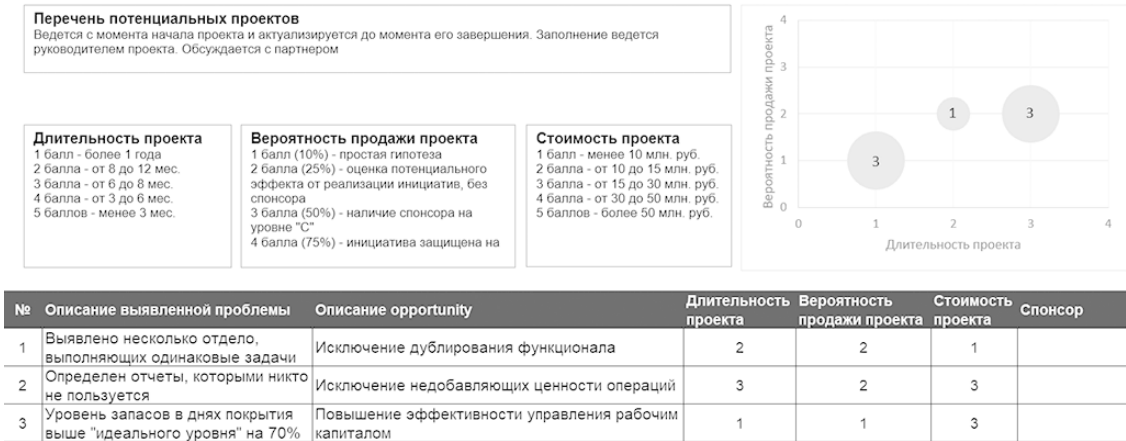 Перечень потенциальных проектов
Ведется с момента начала проекта и актуализируется до момента его завершения. Заполнение ведется
руководителем проекта. Обсуждается с партнером
Длительность проекта
1 балл - более 1 года
2 балла - от 8 до 12 мес.
3 балла - от 6 до 8 мес.
4 балла - от 3 до 6 мес.
5 баллов - менее 3 мес.
Вероятность продажи проекта
1 балл (10%) - простая гипотеза
2 балла (25%) - оценка потенциального
эффекта от реализации инициатив, без
спонсора
3 балла (50%) - наличие спонсора на
уровне "С"
4 балла (75%) - инициатива защищена на
Стоимость проекта
1 балл - менее 10 млн. руб.
2 балла - от 10 до 15 млн. руб.
3 балла - от 15 до 30 млн. руб.
4 балла - от 30 до 50 млн. руб.
5 баллов - более 50 млн. руб.
Вероятность продажи проекта
4
3
2
1
0
1
3
3
0 1 2 3 4
Длительность проекта
№ Описание выявленной проблемы Описание opportunity Длительность проекта Вероятность продажи проекта Стоимость проекта Спонсор
1 Выявлено несколько отдело, Исключение дублирования функционала 2 2 1
выполняющих одинаковые задачи
2 Определен отчеты, которыми никто Исключение недобавляющих ценности операций 3 2 3
не пользуется
3 Уровень запасов в днях покрытия Повышение эффективности управления рабочим 1 1 3
выше "идеального уровня" на 70% капиталом